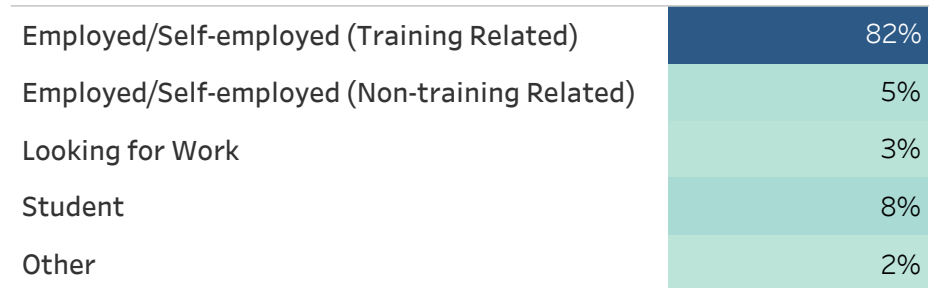 Employed/Self-employed (Training Related) 82%
Employed/Self-employed (Non-training Related) 5%
Looking for Work 3%
Student 8%
Other 2%